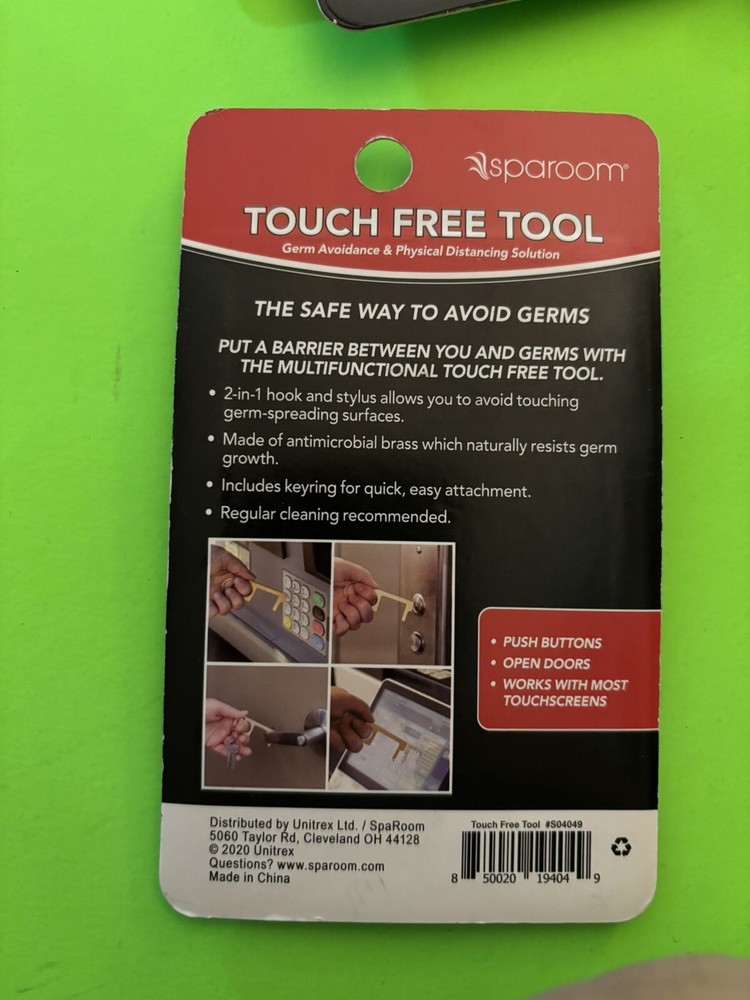 sparoom®
TOUCH FREE TOOL
Germ Avoidance & Physical Distancing Solution
THE SAFE WAY TO AVOID GERMS
PUT A BARRIER BETWEEN YOU AND GERMS WITH
THE MULTIFUNCTIONAL TOUCH FREE TOOL.
• 2-in-1 hook and stylus allows you to avoid touching
germ-spreading surfaces.
• Made of antimicrobial brass which naturally resists germ
growth.
• Includes keyring for quick, easy attachment.
• Regular cleaning recommended.
• PUSH BUTTONS
• OPEN DOORS
• WORKS WITH MOST
TOUCHSCREENS
Distributed by Unitrex Ltd. / SpaRoom
5060 Taylor Rd, Cleveland OH 44128
© 2020 Unitrex
Questions? www.sparoom.com
Made in China
Touch Free Tool #S04049
8 50020 19404 9